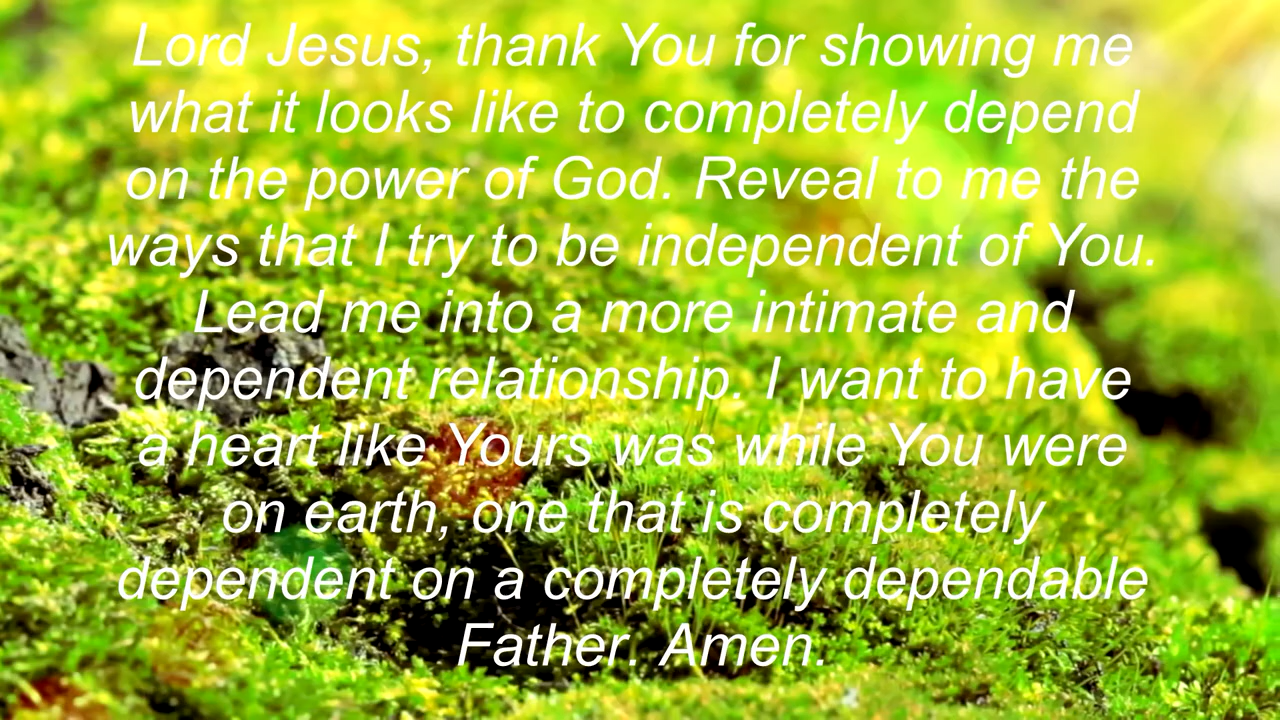 Lord Jesus, thank You for showing me
what it looks like to completely depend
on the power of God. Reveal to me the
ways that I try to be independent of You.
Lead me into a more intimate and
dependent relationship. I want to have
a heart like Yours was while You were
on earth, one that is completely
dependent on a completely dependable
Father. Amen.